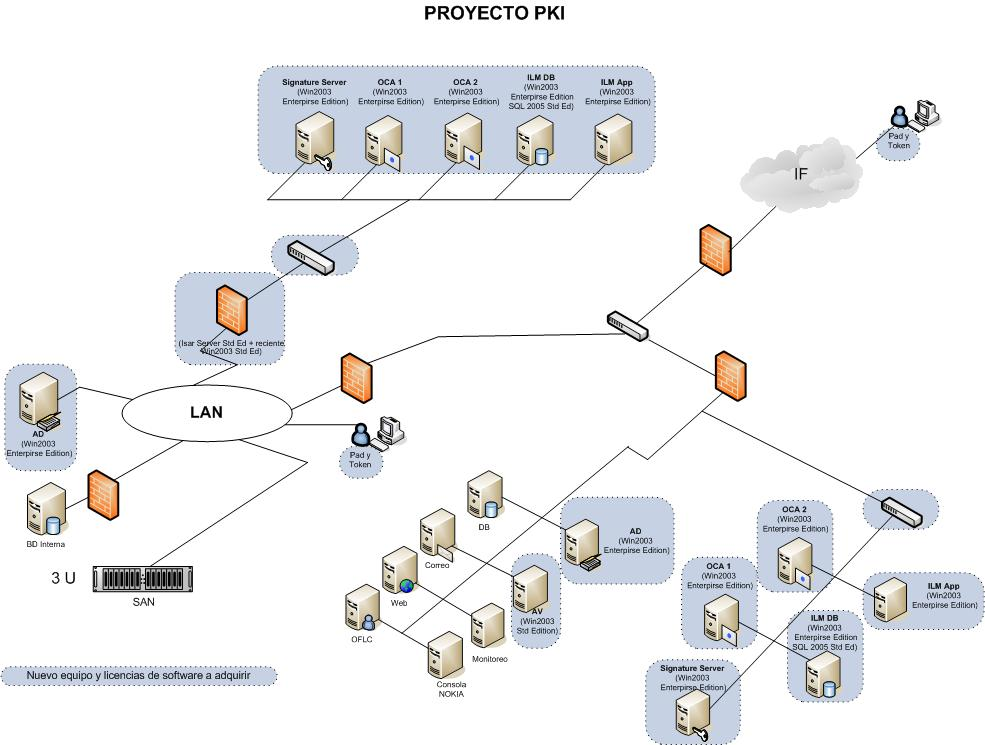 PROYECTO PKI
Signature Server
(Win2003
Enterpirse Edition)
OCA 1
(Win2003
Enterpirse Edition)
OCA 2
(Win2003
Enterpirse Edition)
ILM DB
(Win2003
Enterpirse Edition
SQL 2005 Std Ed)
ILM App
(Win2003
Enterpirse Edition)
Pad y
Token
IF
(Isar Server Std Ed + reciente
Win2003 Std Ed)
LAN
AD
(Win2003
Enterpirse Edition)
Pad y
Token
BD Interna
3 U
SAN
DB
Correo
Web
OFLC
AD
(Win2003
Enterpirse Edition)
AV
(Win2003
Std Edition)
Monitoreo
Consola
NOKIA
OCA 2
(Win2003
Enterpirse Edition)
OCA 1
(Win2003
Enterpirse Edition)
ILM App
(Win2003
Enterpirse Edition)
ILM DB
(Win2003
Enterpirse Edition
SQL 2005 Std Ed)
Signature Server
(Win2003
Enterpirse Edition)
Nuevo equipo y licencias de software a adquirir